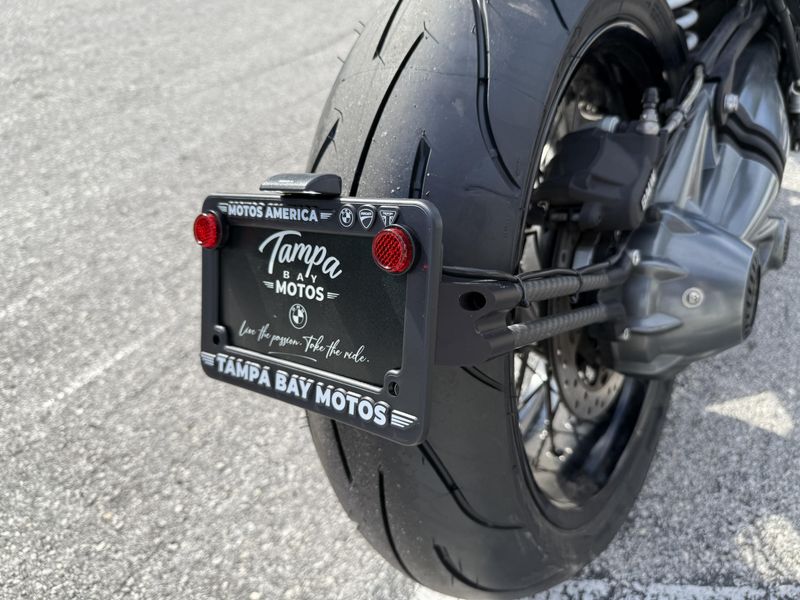 MOTOS AMERICA
Tampa
BAY
MOTOS
Live the passion. Take the ride.
TAMPA BAY MOTOS